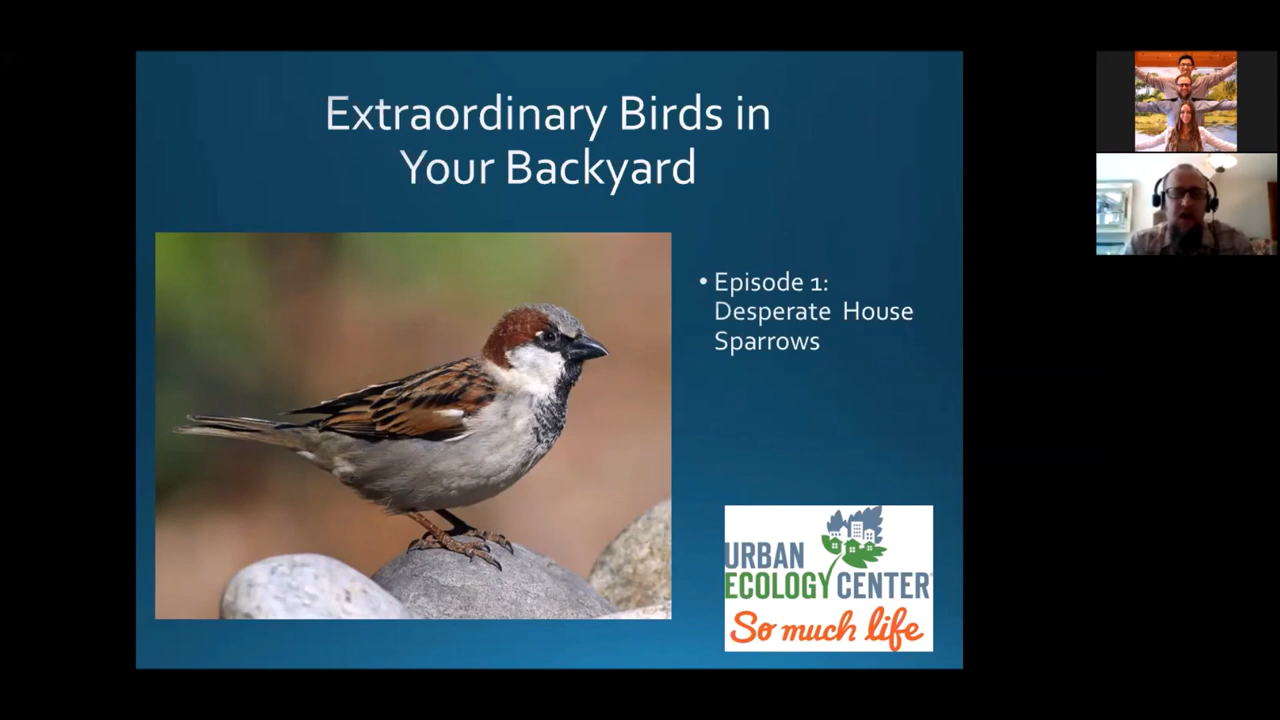 Extraordinary Birds in
Your Backyard
• Episode 1:
Desperate House
Sparrows
URBAN
ECOLOGY CENTER
So much life